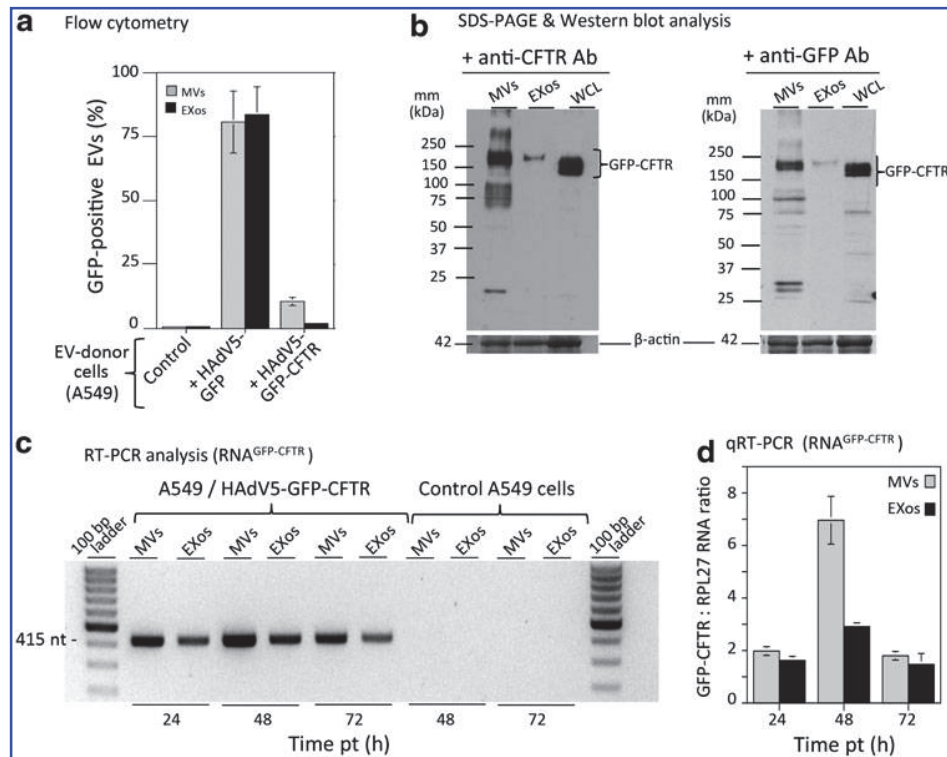 a Flow cytometry
GFP-positive EVs (%)
100
75
50
25
0
MVs
EXos
Control
+ HAdV5-
GFP
+ HAdV5-
GFP-CFTR
EV-donor
cells
(A549)
b SDS-PAGE & Western blot analysis
+ anti-CFTR Ab
mm
(kDa)
MVs EXos WCL
250
150
100
75
50
37
25
GFP-CFTR
42
β-actin
+ anti-GFP Ab
mm
(kDa)
MVs EXos WCL
250
150
100
75
50
37
25
GFP-CFTR
42
c RT-PCR analysis (RNA^GFP-CFTR)
A549 / HAdV5-GFP-CFTR Control A549 cells
100 bp
ladder
MVs EXos MVs EXos MVs EXos MVs EXos MVs EXos
100 bp
ladder
415 nt -
24 48 72 48 72
Time pt (h)
d qRT-PCR (RNA^GFP-CFTR)
GFP-CFTR : RPL27 RNA ratio
8
6
4
2
0
MVs
EXos
24 48 72
Time pt (h)